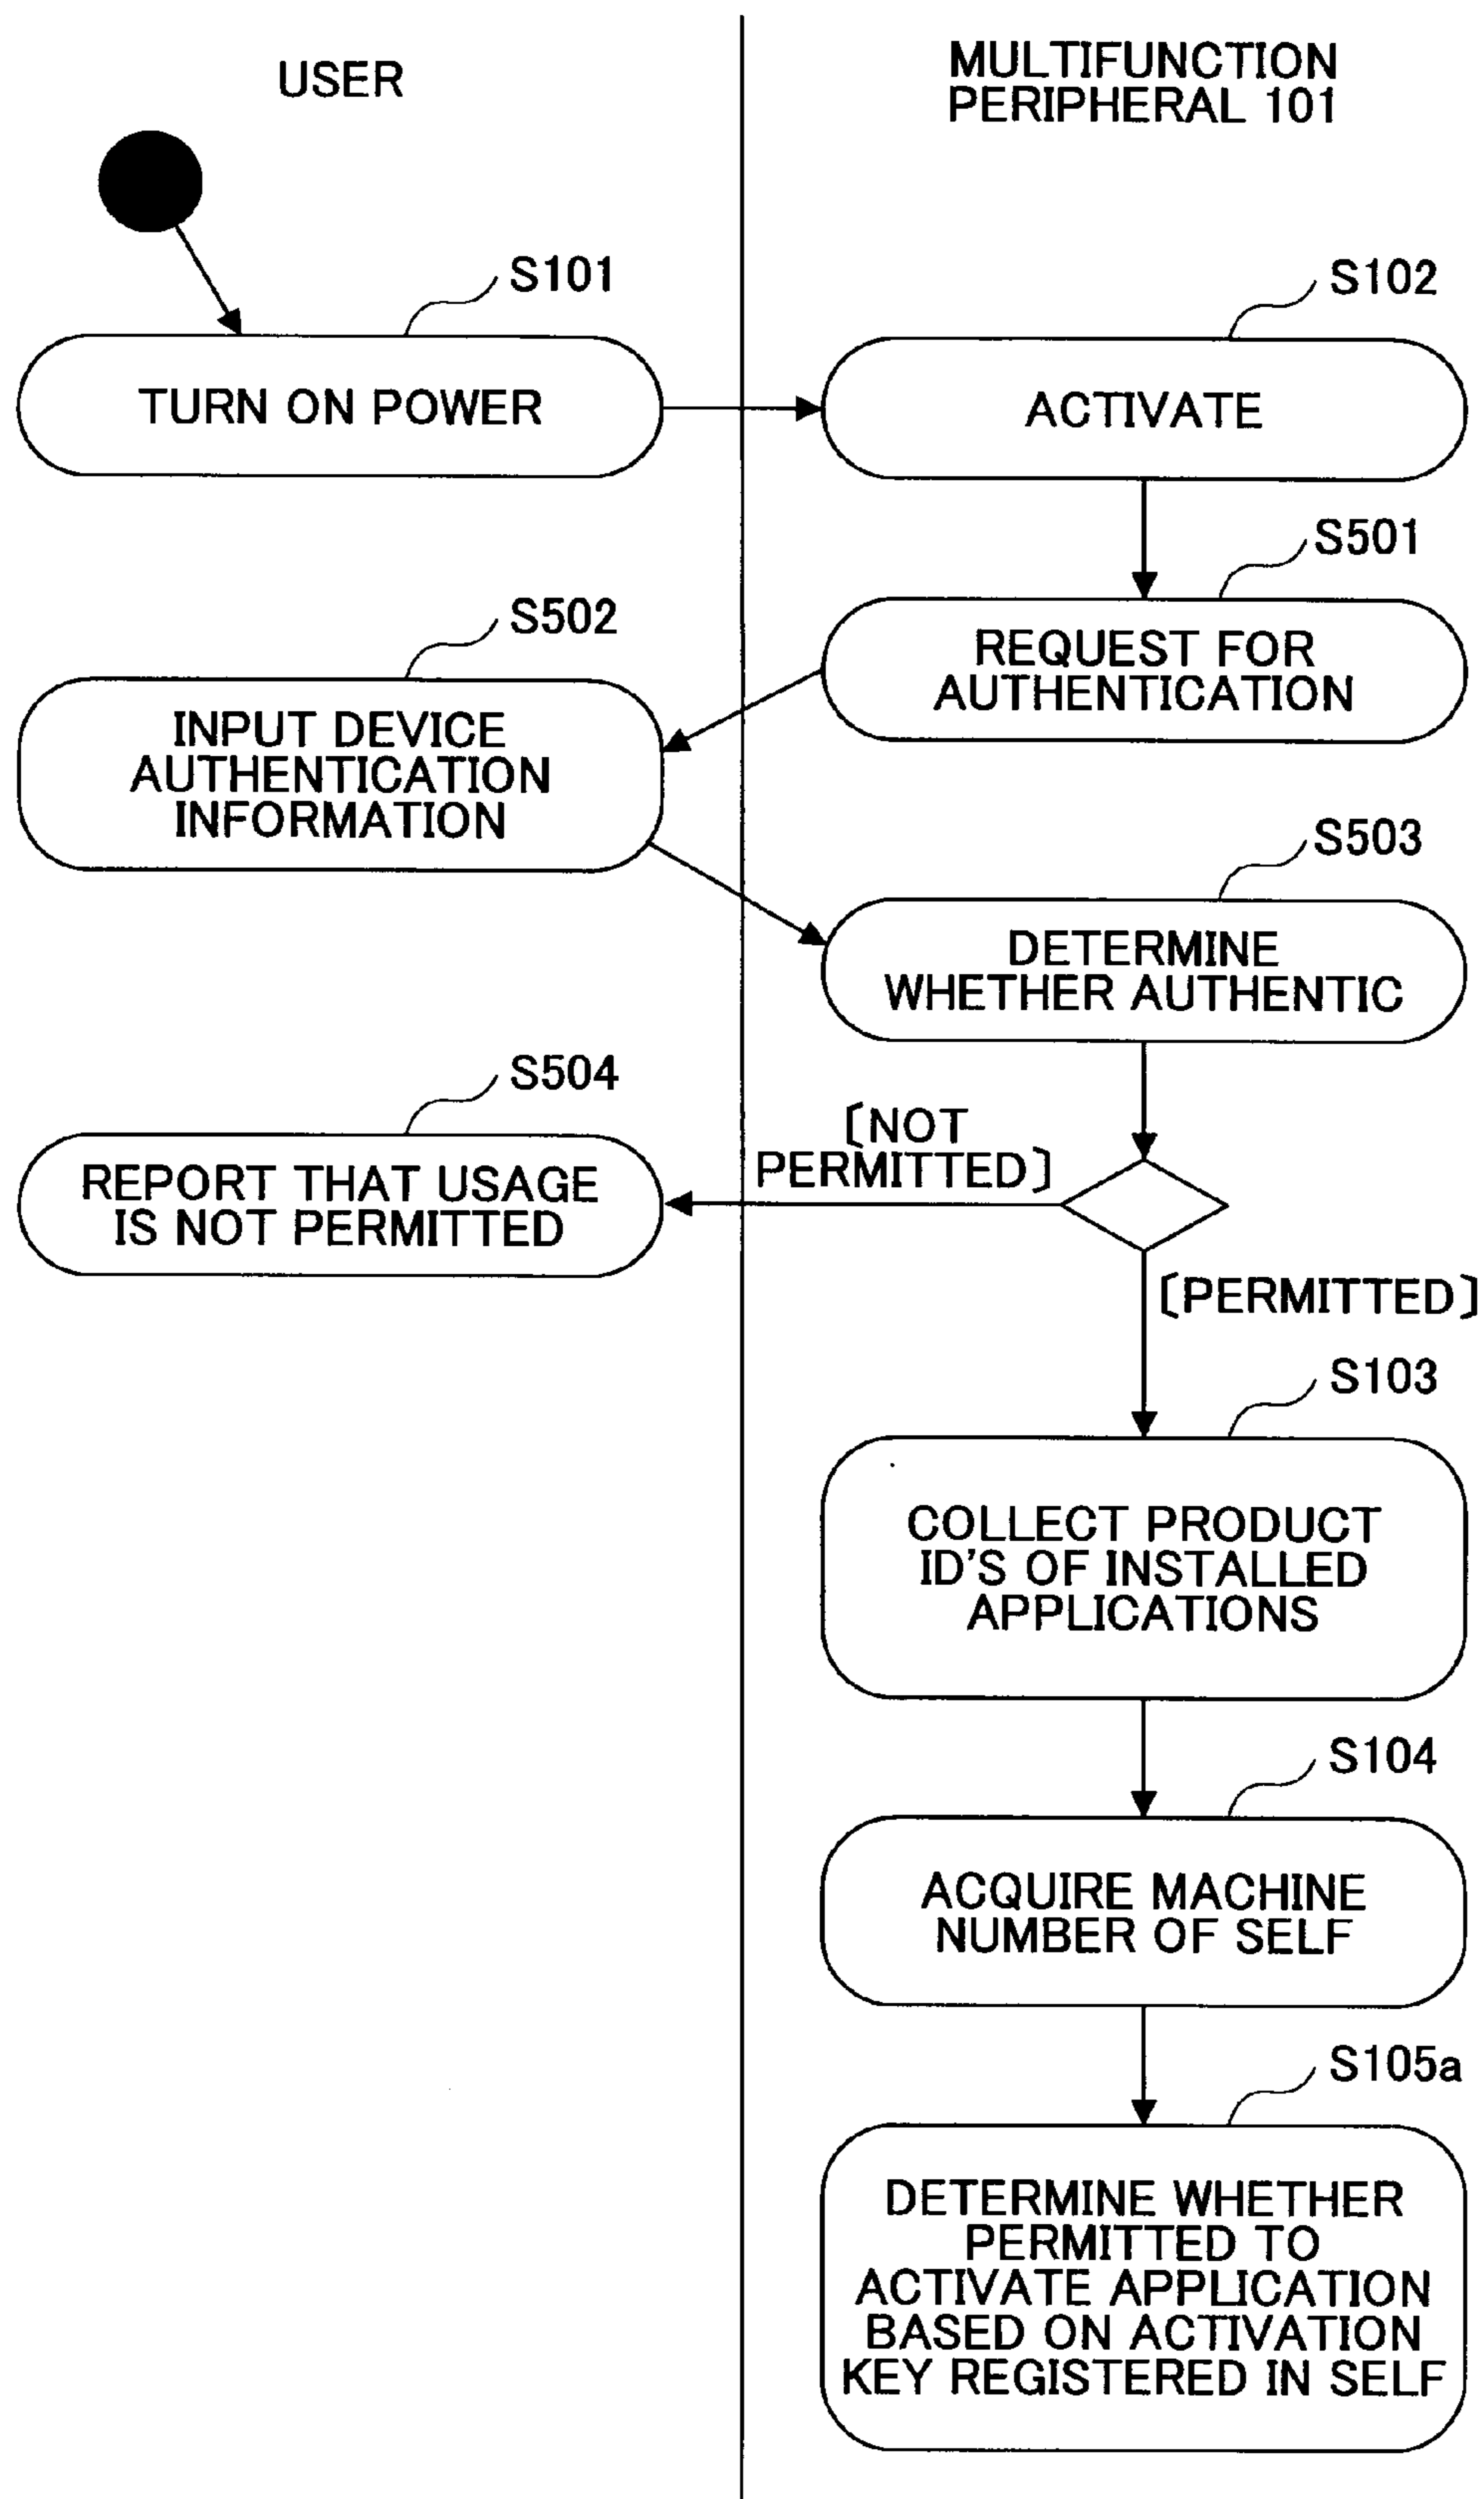 USER
MULTIFUNCTION
PERIPHERAL 101
S101
TURN ON POWER
S102
ACTIVATE
S501
REQUEST FOR
AUTHENTICATION
S502
INPUT DEVICE
AUTHENTICATION
INFORMATION
S503
DETERMINE
WHETHER AUTHENTIC
S504
REPORT THAT USAGE
IS NOT PERMITTED
[NOT
PERMITTED]
[PERMITTED]
S103
COLLECT PRODUCT
ID'S OF INSTALLED
APPLICATIONS
S104
ACQUIRE MACHINE
NUMBER OF SELF
S105a
DETERMINE WHETHER
PERMITTED TO
ACTIVATE APPLICATION
BASED ON ACTIVATION
KEY REGISTERED IN SELF